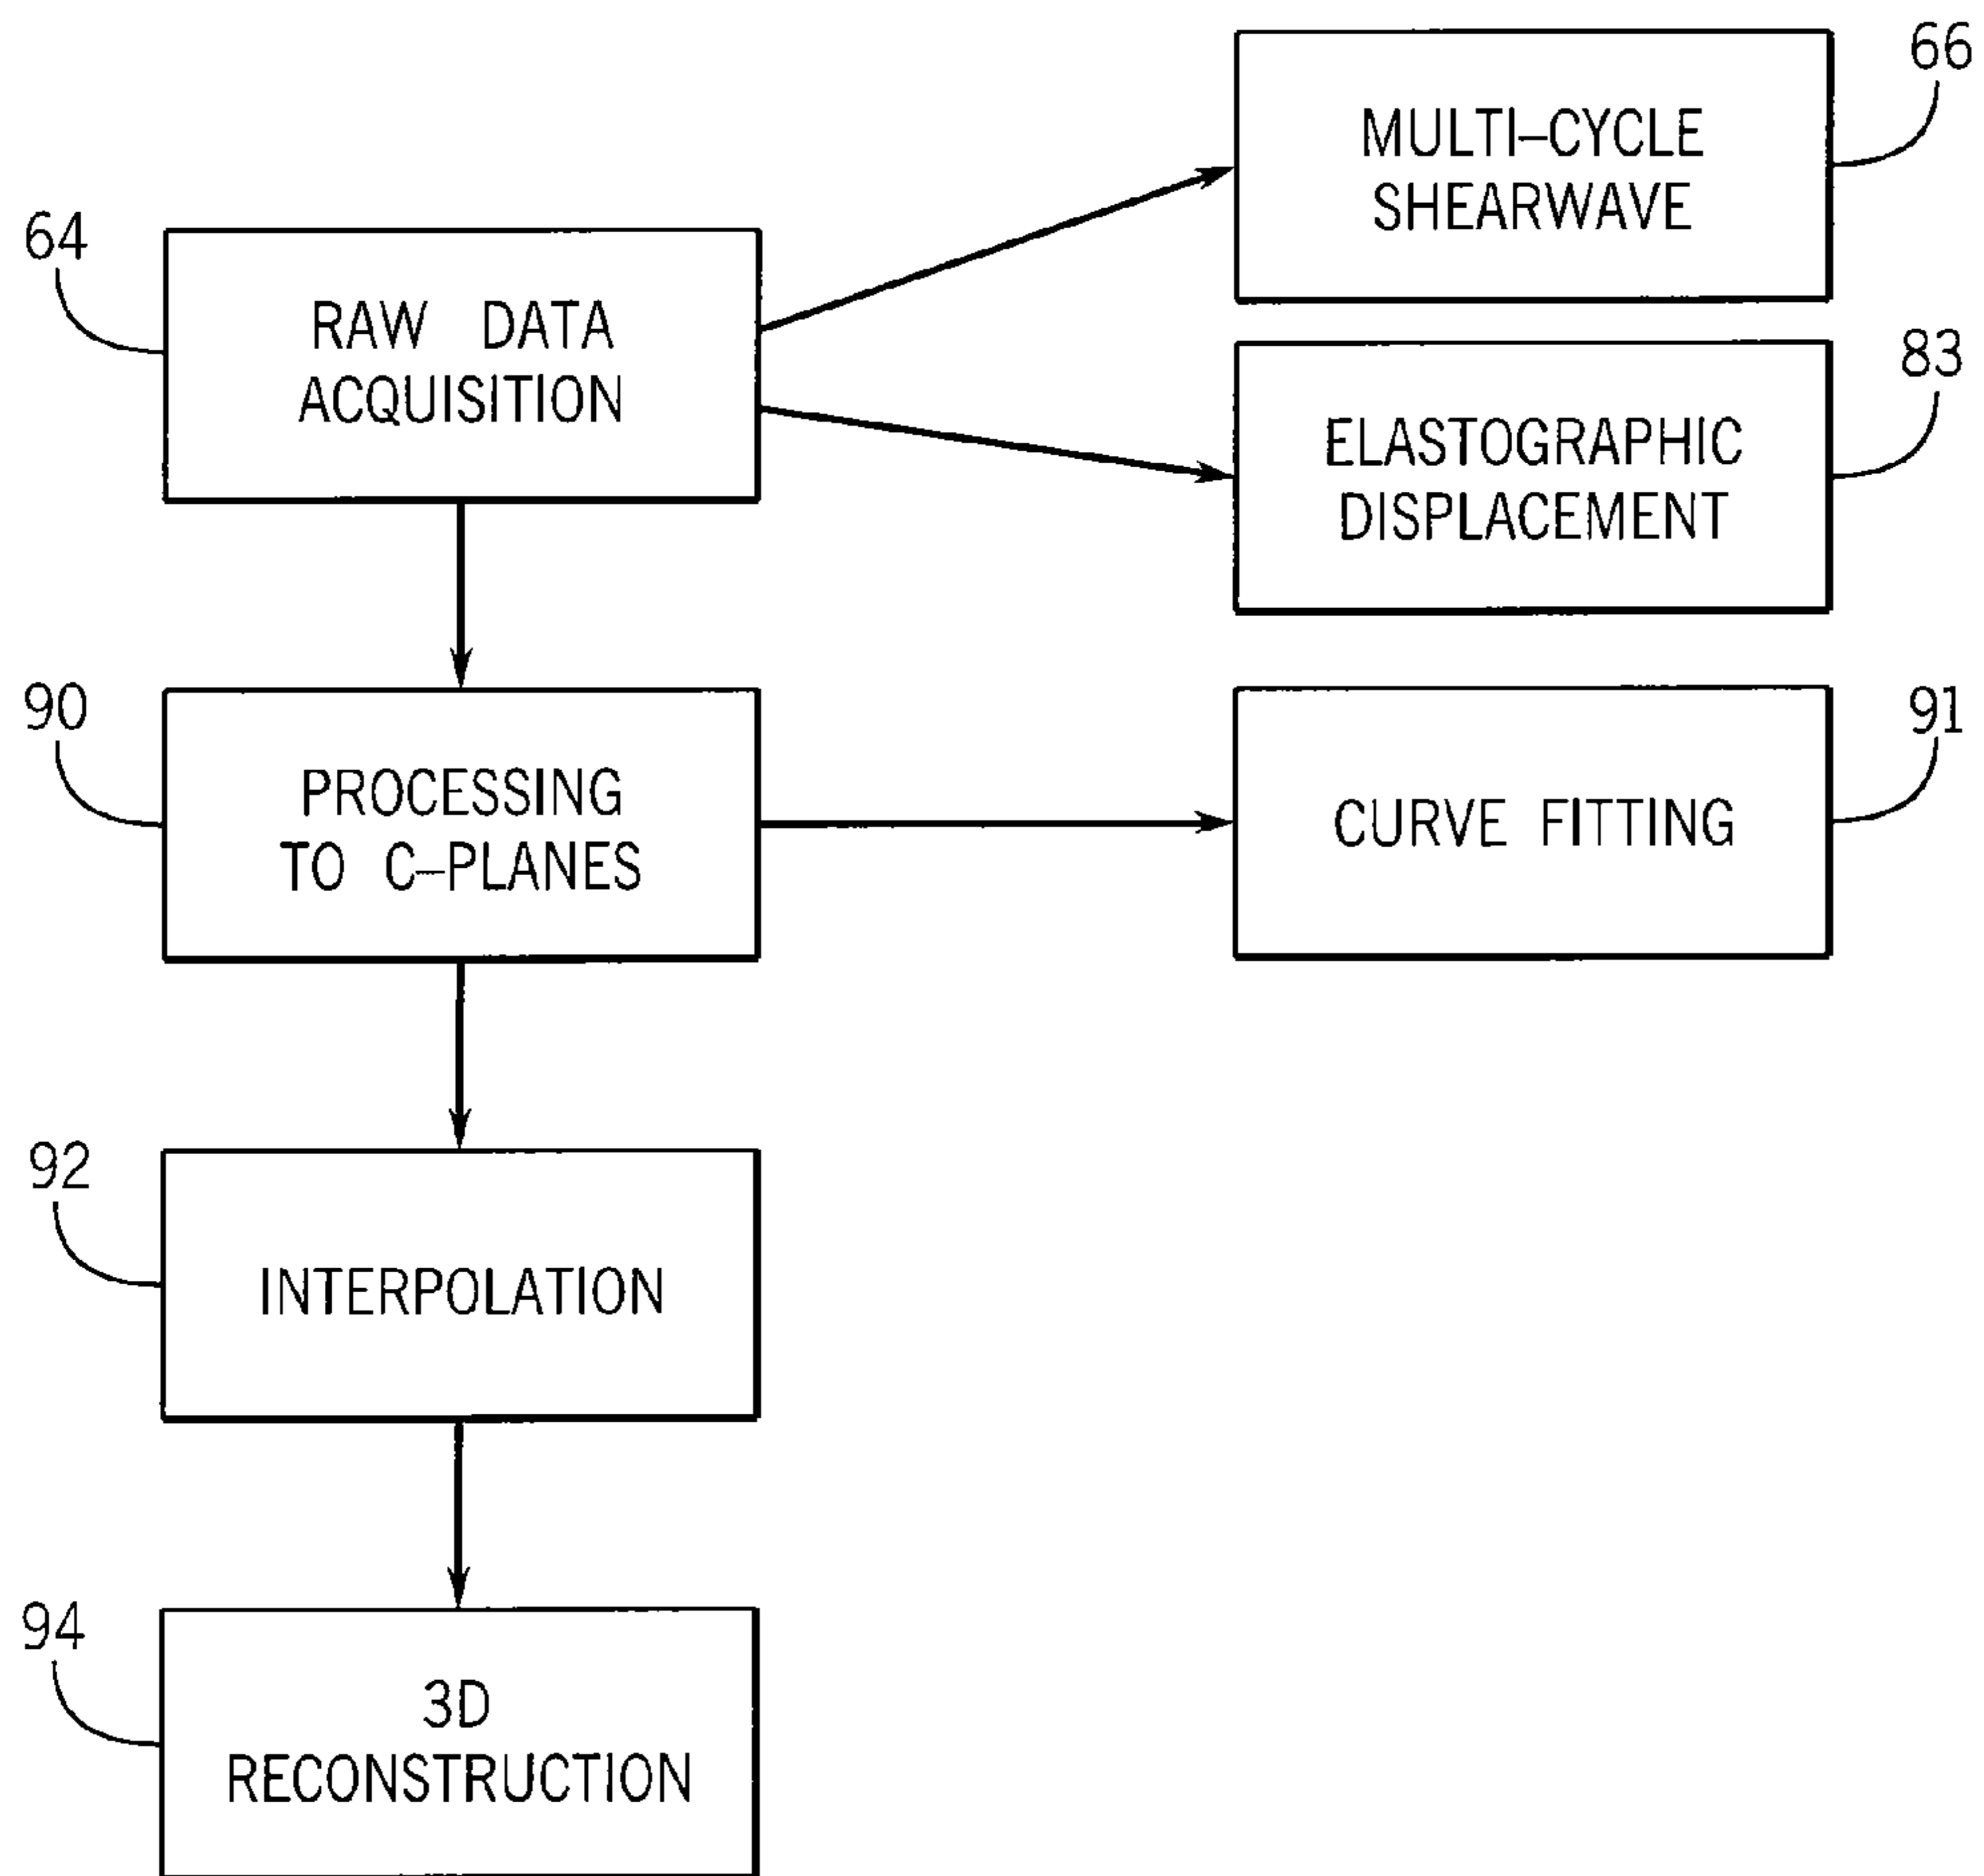 66
MULTI-CYCLE
SHEARWAVE
64
RAW DATA
ACQUISITION
83
ELASTOGRAPHIC
DISPLACEMENT
90
PROCESSING
TO C-PLANES
91
CURVE FITTING
92
INTERPOLATION
94
3D
RECONSTRUCTION